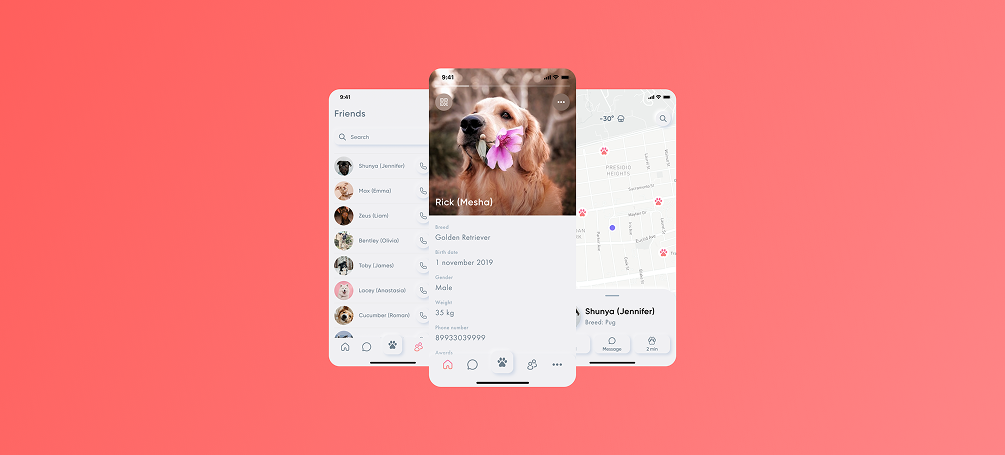 9:41
Friends
Search
Shunya (Jennifer)
Max (Emma)
Zeus (Liam)
Bentley (Olivia)
Toby (James)
Lacey (Anastasia)
Cucumber (Roman)
9:41
Rick (Mesha)
Breed
Golden Retriever
Birth date
1 november 2019
Gender
Male
Weight
35 kg
Phone number
89933039999
Awards
-30°
PRESIDIO
HEIGHTS
Sacramento St
Euclid Ave
Shunya (Jennifer)
Breed: Pug
Message
2 min